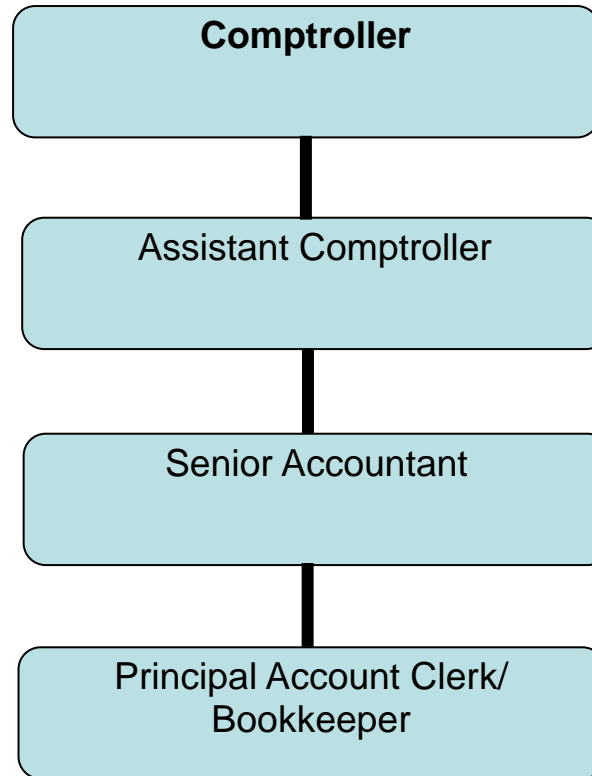 Comptroller
Assistant Comptroller
Senior Accountant
Principal Account Clerk/
Bookkeeper